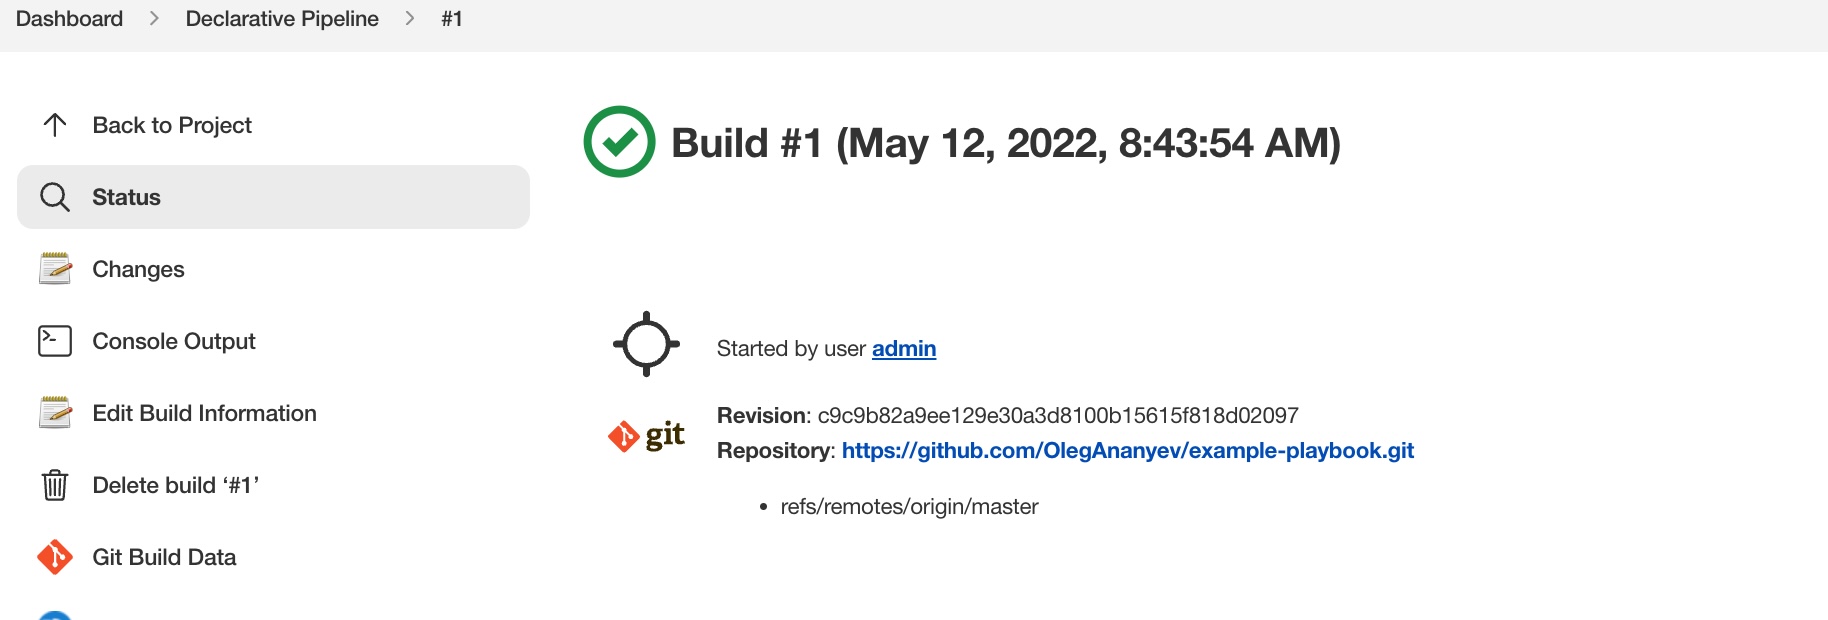 Dashboard > Declarative Pipeline > #1
Back to Project
Status
Changes
Console Output
Edit Build Information
Delete build ‘#1’
Git Build Data
Build #1 (May 12, 2022, 8:43:54 AM)
Started by user admin
git
Revision: c9c9b82a9ee129e30a3d8100b15615f818d02097
Repository: https://github.com/OlegAnanyev/example-playbook.git
• refs/remotes/origin/master